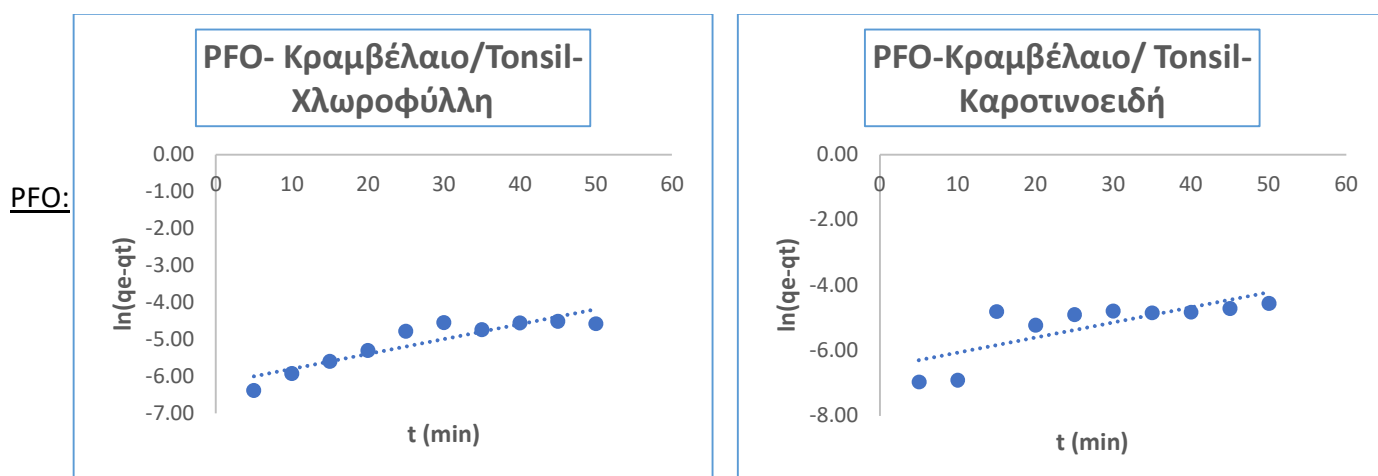 PFO:
PFO- Κραμβέλαιο/Tonsil-
Χλωροφύλλη
0.00
0 10 20 30 40 50 60
-1.00
-2.00
-3.00
-4.00
-5.00
-6.00
-7.00
ln(qe-qt)
t (min)
PFO-Κραμβέλαιο/ Tonsil-
Καροτινοειδή
0.00
0 10 20 30 40 50 60
-2.00
-4.00
-6.00
-8.00
ln(qe-qt)
t (min)